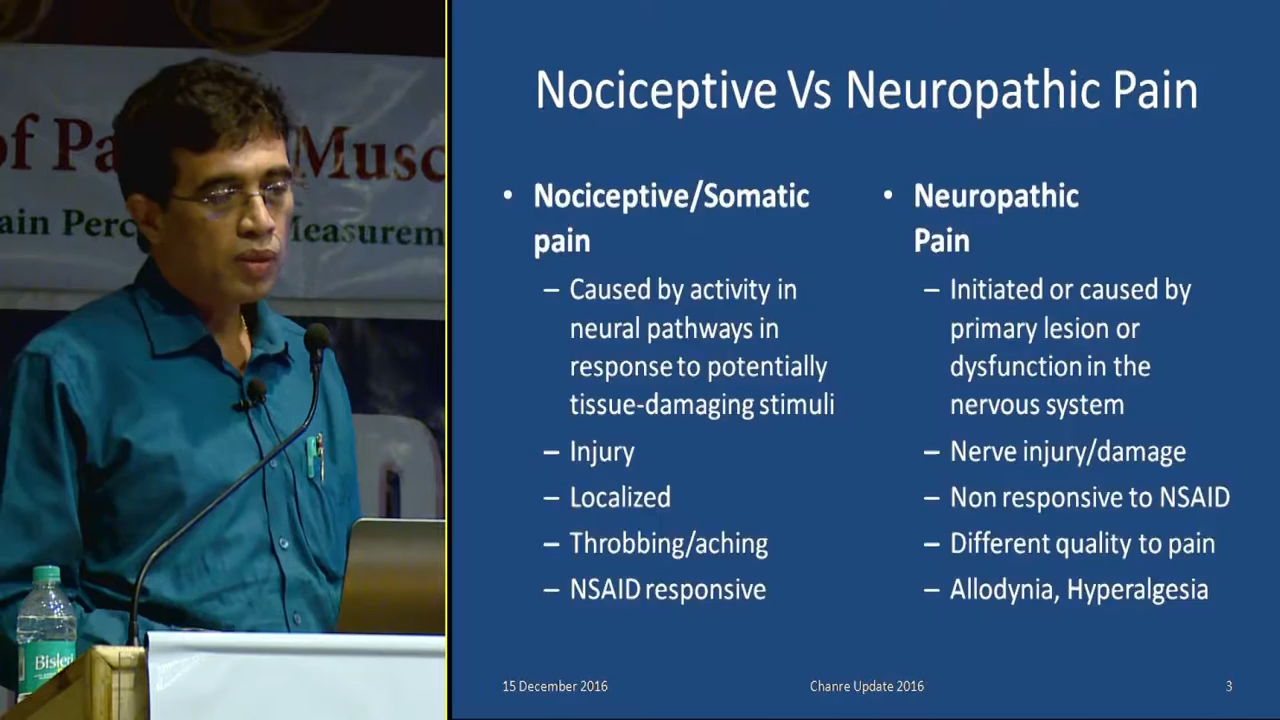 of Pa Musc
ain Perc Measurem
Bisleri
Nociceptive Vs Neuropathic Pain
• Nociceptive/Somatic
pain
– Caused by activity in
neural pathways in
response to potentially
tissue-damaging stimuli
– Injury
– Localized
– Throbbing/aching
– NSAID responsive
• Neuropathic
Pain
– Initiated or caused by
primary lesion or
dysfunction in the
nervous system
– Nerve injury/damage
– Non responsive to NSAID
– Different quality to pain
– Allodynia, Hyperalgesia
15 December 2016
Chanre Update 2016
3